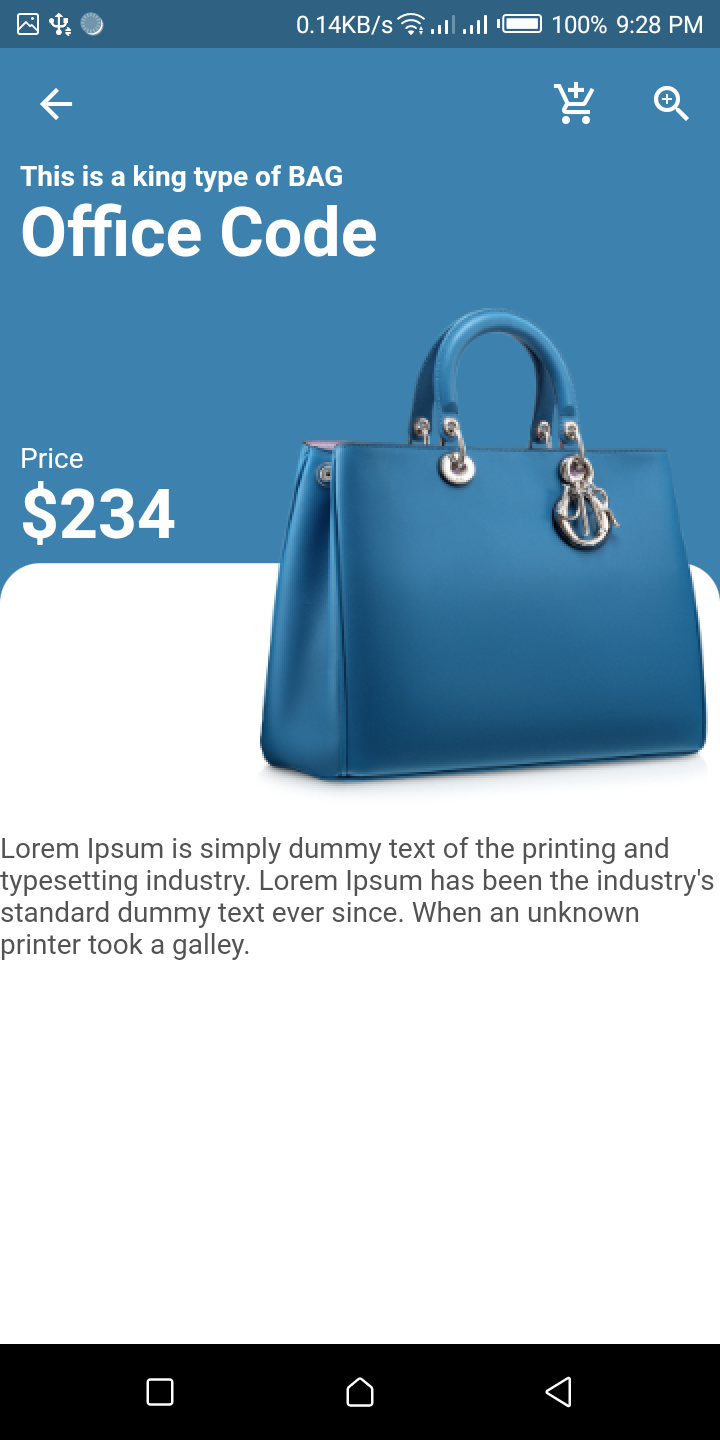 0.14KB/s 100% 9:28 PM
This is a king type of BAG
Office Code
Price
$234
Lorem Ipsum is simply dummy text of the printing and
typesetting industry. Lorem Ipsum has been the industry's
standard dummy text ever since. When an unknown
printer took a galley.